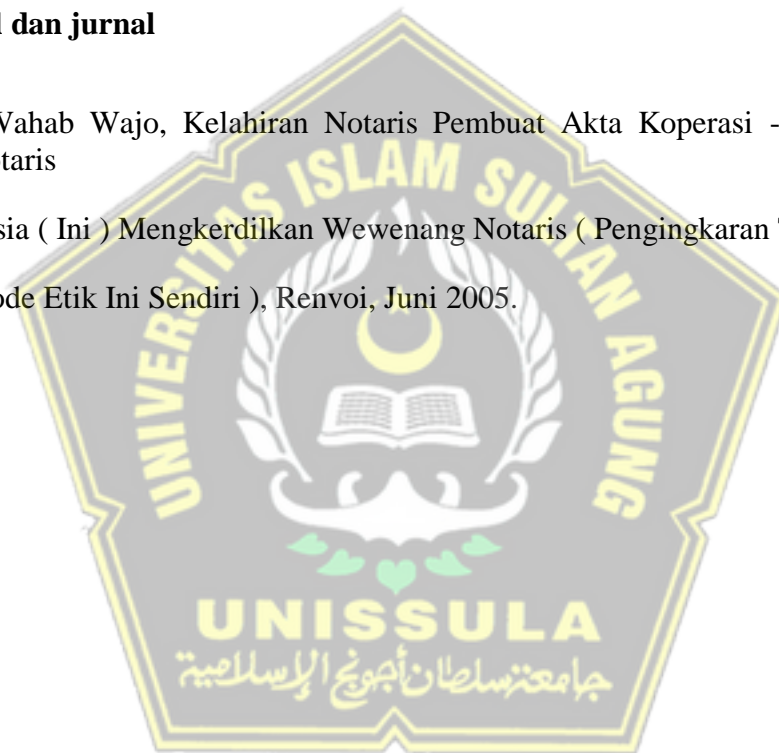 l dan jurnal
Wahab Wajo, Kelahiran Notaris Pembuat Akta Koperasi -
otaris
sia ( Ini ) Mengkerdilkan Wewenang Notaris ( Pengingkaran
ode Etik Ini Sendiri ), Renvoi, Juni 2005.
UNIVERSITAS ISLAM SULTAN AGUNG
UNISSULA
جامعة سلطان أجونج الإسلامية